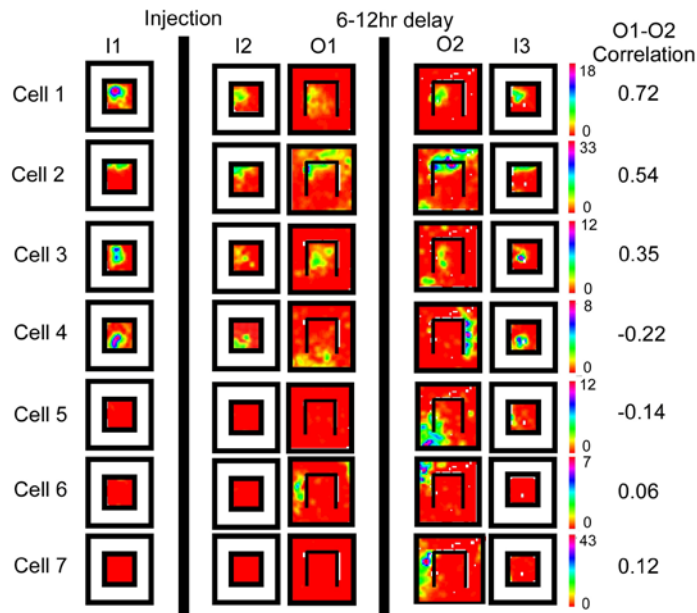 Injection 6-12hr delay O1-O2
I1 I2 O1 O2 I3 Correlation
Cell 1 18 0 0.72
Cell 2 33 0 0.54
Cell 3 12 0 0.35
Cell 4 8 0 -0.22
Cell 5 12 0 -0.14
Cell 6 7 0 0.06
Cell 7 43 0 0.12